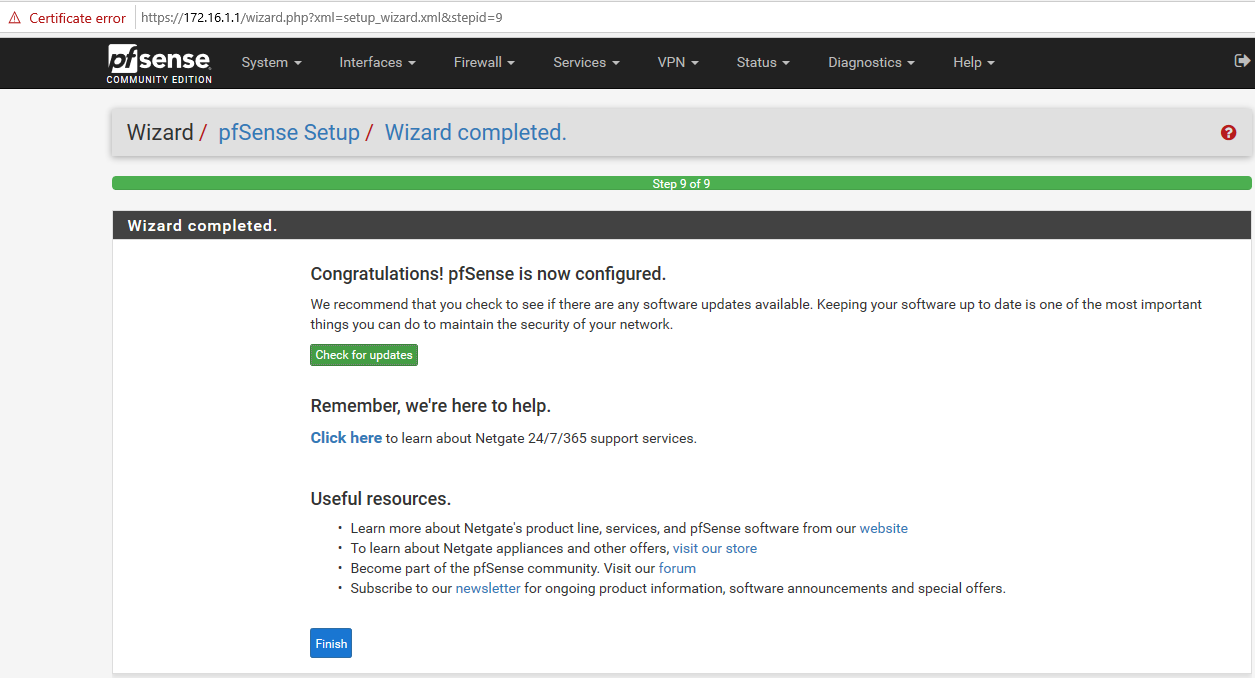 Certificate error https://172.16.1.1/wizard.php?xml=setup_wizard.xml&stepid=9
pfsense
COMMUNITY EDITION
System Interfaces Firewall Services VPN Status Diagnostics Help
Wizard / pfSense Setup / Wizard completed.
Step 9 of 9
Wizard completed.
Congratulations! pfSense is now configured.
We recommend that you check to see if there are any software updates available. Keeping your software up to date is one of the most important
things you can do to maintain the security of your network.
Check for updates
Remember, we're here to help.
Click here to learn about Netgate 24/7/365 support services.
Useful resources.
• Learn more about Netgate's product line, services, and pfSense software from our website
• To learn about Netgate appliances and other offers, visit our store
• Become part of the pfSense community. Visit our forum
• Subscribe to our newsletter for ongoing product information, software announcements and special offers.
Finish